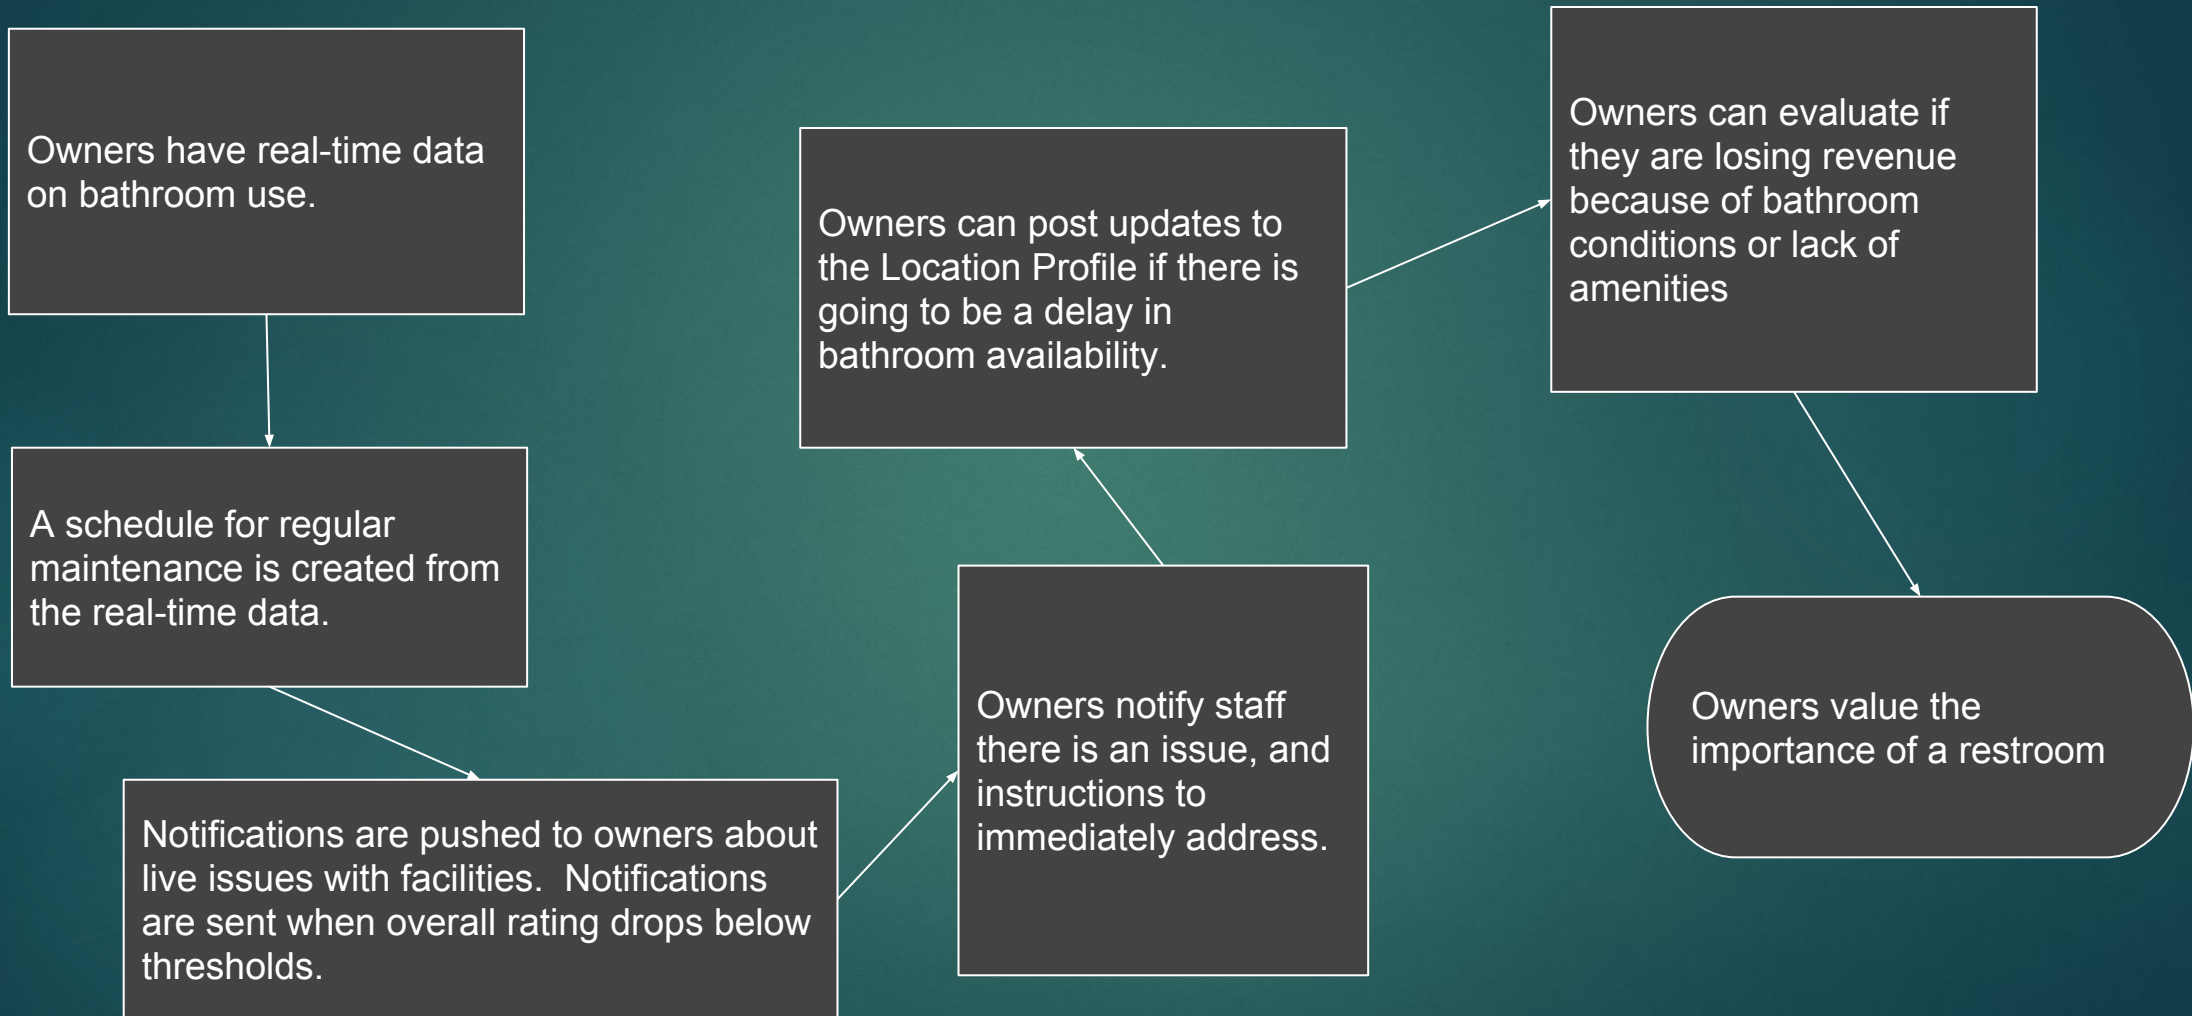 Owners have real-time data
on bathroom use.
A schedule for regular
maintenance is created from
the real-time data.
Notifications are pushed to owners about
live issues with facilities.  Notifications
are sent when overall rating drops below
thresholds.
Owners notify staff
there is an issue, and
instructions to
immediately address.
Owners can post updates to
the Location Profile if there is
going to be a delay in
bathroom availability.
Owners can evaluate if
they are losing revenue
because of bathroom
conditions or lack of
amenities
Owners value the
importance of a restroom